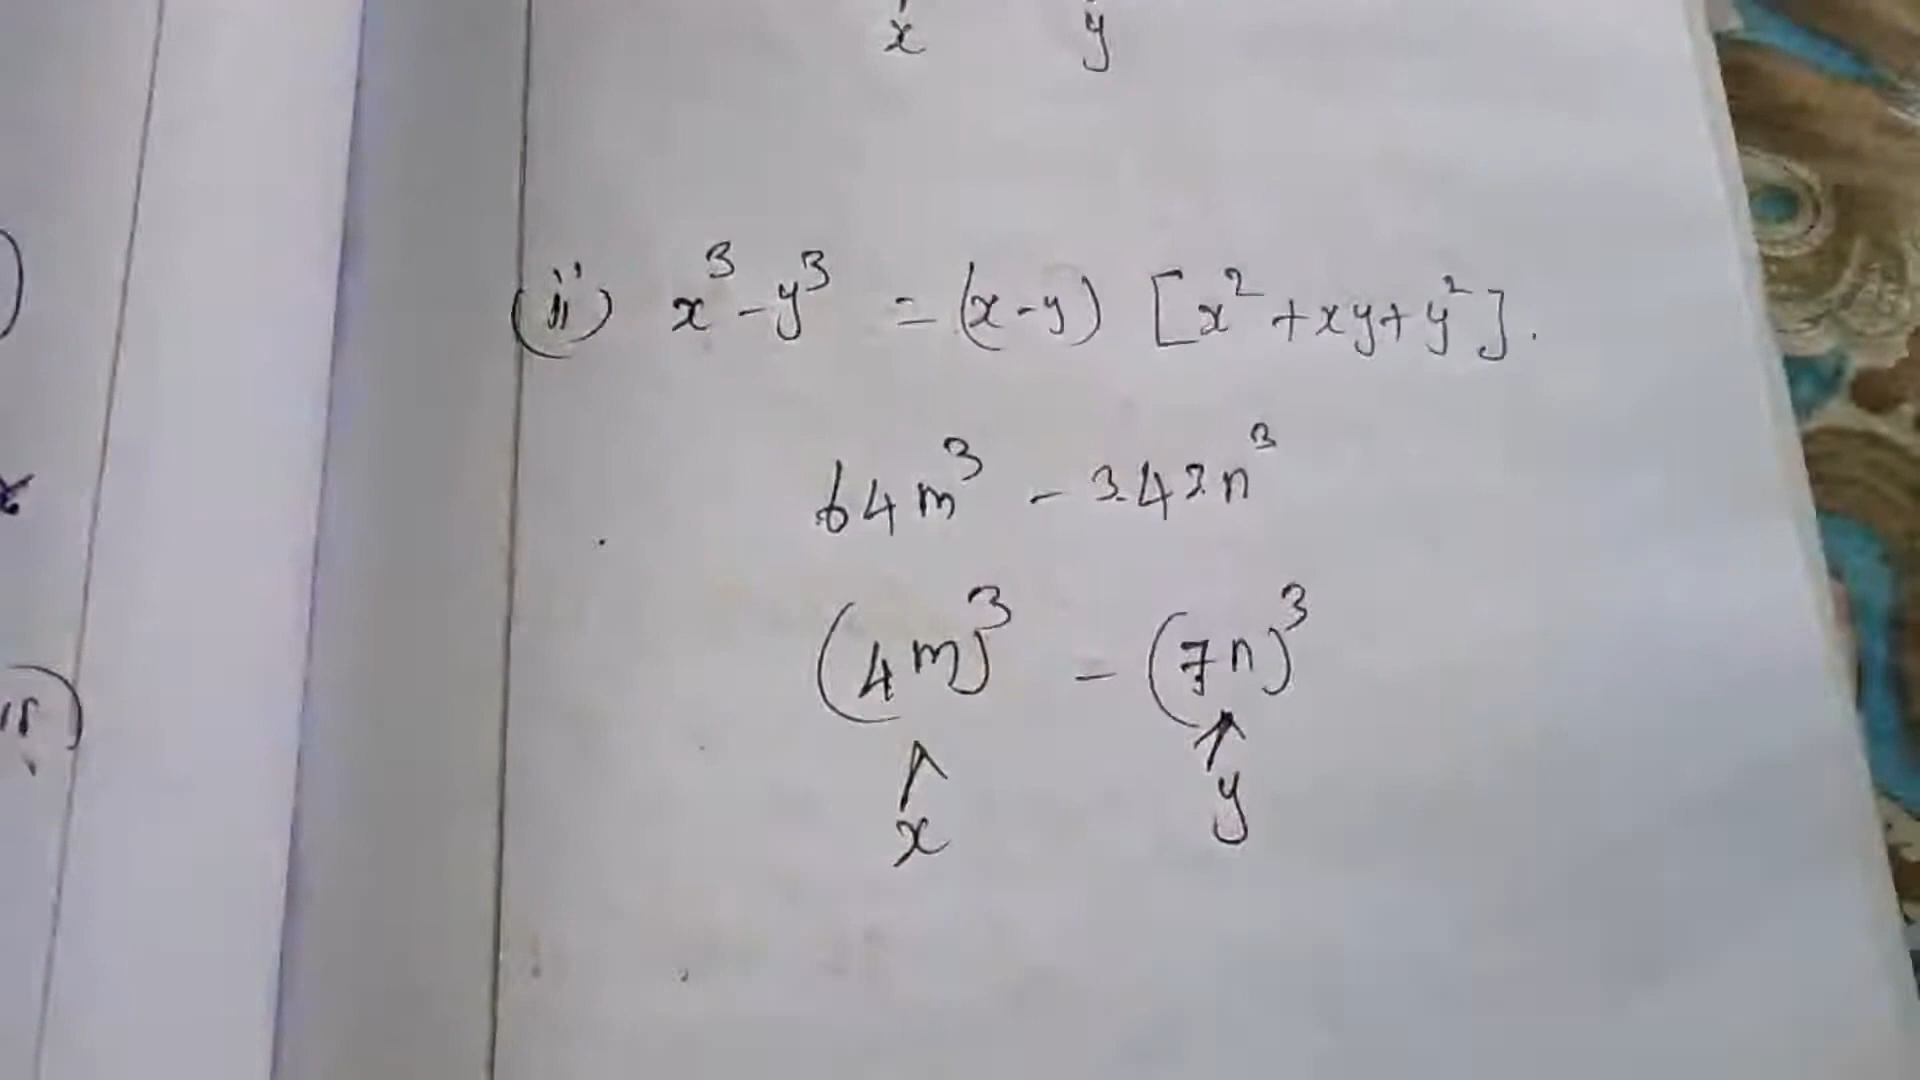 x y
(ii) x³ - y³ = (x-y) [x² + xy + y²].
64m³ - 343n³
(4m)³ - (7n)³
↑ ↑
x y